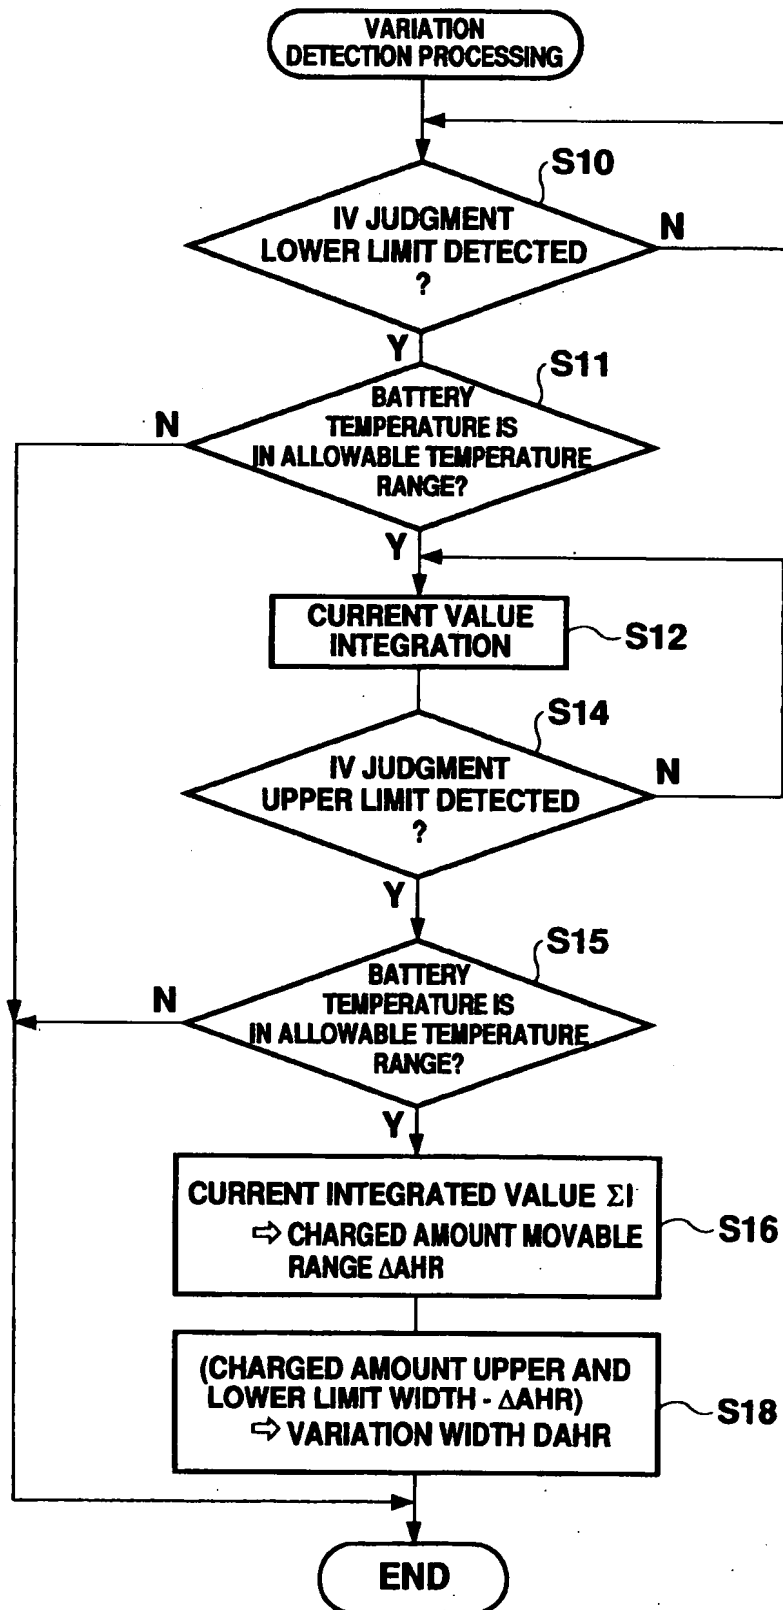 VARIATION
DETECTION PROCESSING
S10
IV JUDGMENT
LOWER LIMIT DETECTED
?
N
Y
S11
BATTERY
TEMPERATURE IS
IN ALLOWABLE TEMPERATURE
RANGE?
N
Y
CURRENT VALUE
INTEGRATION
S12
S14
IV JUDGMENT
UPPER LIMIT DETECTED
?
N
Y
S15
BATTERY
TEMPERATURE IS
IN ALLOWABLE TEMPERATURE
RANGE?
N
Y
CURRENT INTEGRATED VALUE ΣI
⇨ CHARGED AMOUNT MOVABLE
RANGE ΔAHR
S16
(CHARGED AMOUNT UPPER AND
LOWER LIMIT WIDTH - ΔAHR)
⇨ VARIATION WIDTH DAHR
S18
END